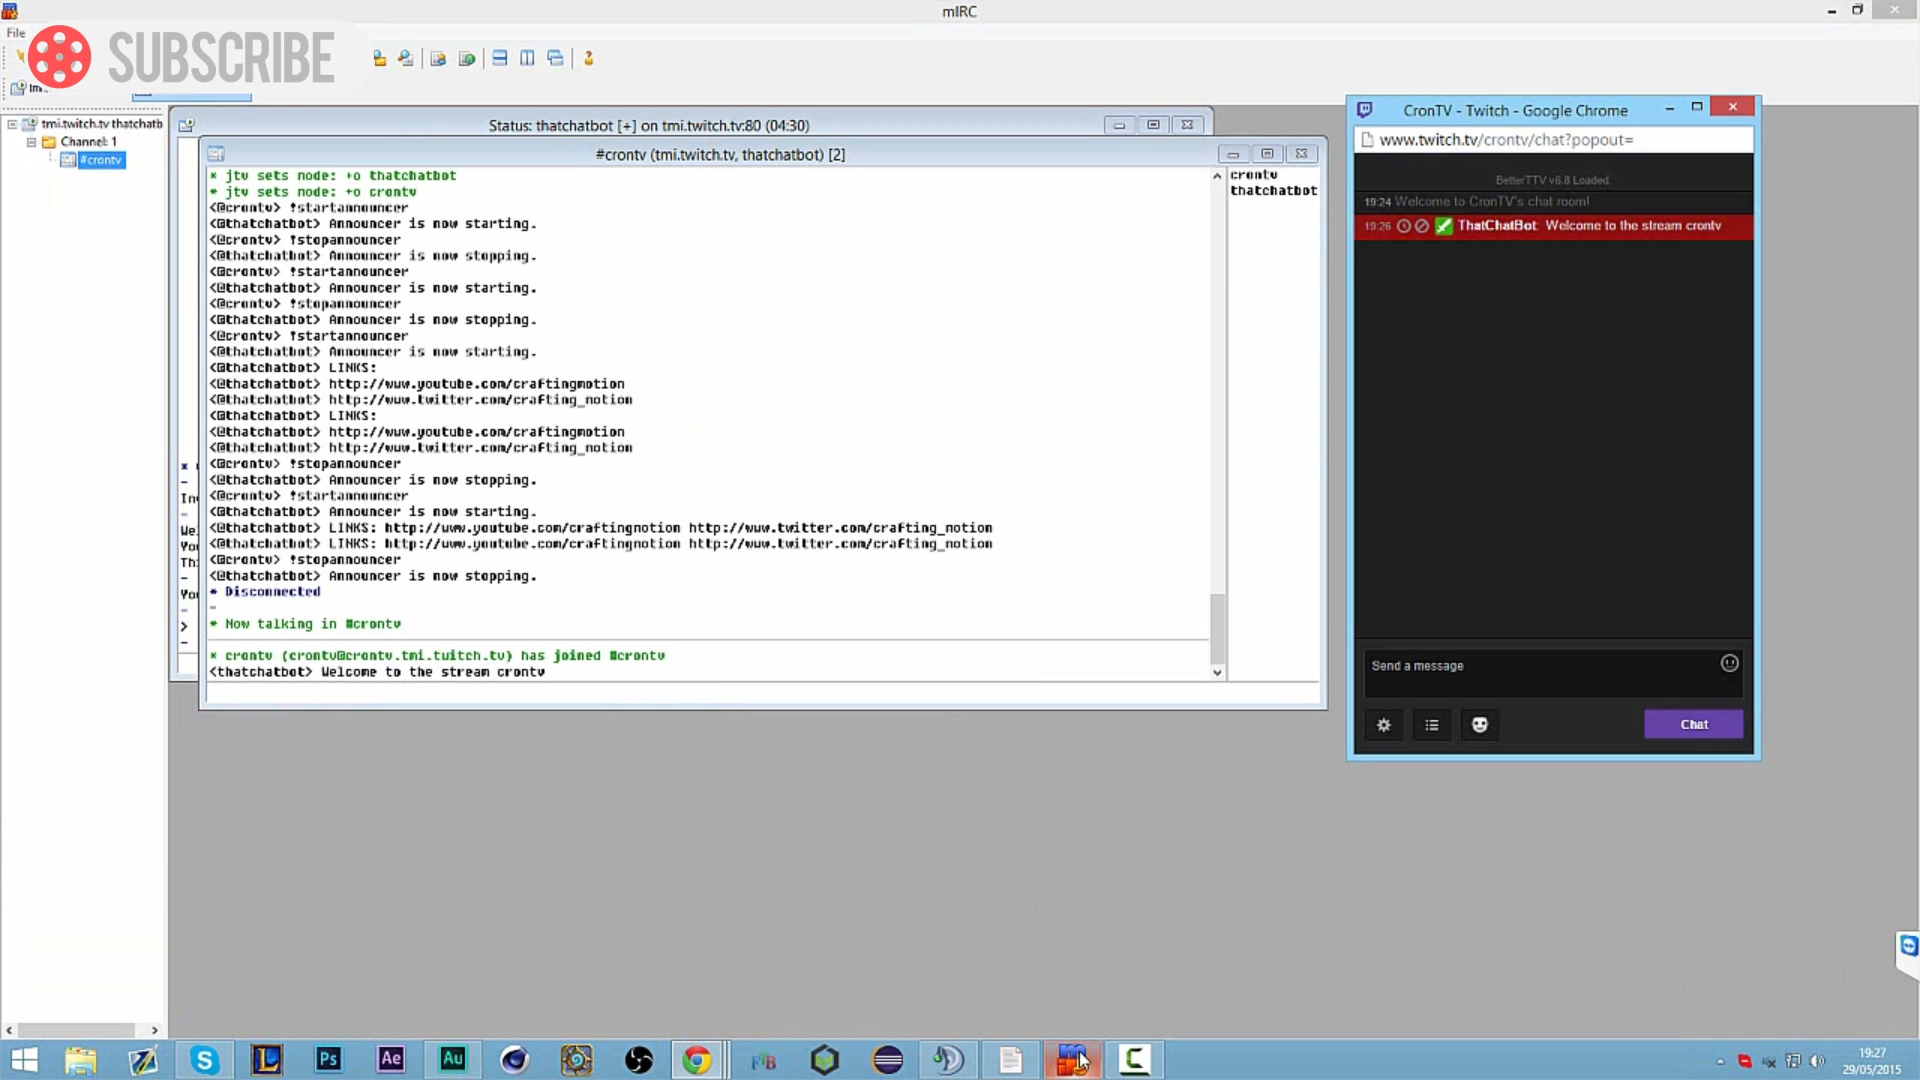 mIRC
File
SUBSCRIBE
tmi.twitch.tv thatchatb
Channel: 1
#crontv
Status: thatchatbot [+] on tmi.twitch.tv:80 (04:30)
#crontv (tmi.twitch.tv, thatchatbot) [2]
* jtv sets mode: +o thatchatbot
* jtv sets mode: +o crontv
<@crontv> !startannouncer
<@thatchatbot> Announcer is now starting.
<@crontv> !stopannouncer
<@thatchatbot> Announcer is now stopping.
<@crontv> !startannouncer
<@thatchatbot> Announcer is now starting.
<@crontv> !stopannouncer
<@thatchatbot> Announcer is now stopping.
<@crontv> !startannouncer
<@thatchatbot> Announcer is now starting.
<@thatchatbot> LINKS:
<@thatchatbot> http://www.youtube.com/craftingmotion
<@thatchatbot> http://www.twitter.com/crafting_motion
<@thatchatbot> LINKS:
<@thatchatbot> http://www.youtube.com/craftingmotion
<@thatchatbot> http://www.twitter.com/crafting_motion
<@crontv> !stopannouncer
<@thatchatbot> Announcer is now stopping.
<@crontv> !startannouncer
<@thatchatbot> Announcer is now starting.
<@thatchatbot> LINKS: http://www.youtube.com/craftingmotion http://www.twitter.com/crafting_motion
<@thatchatbot> LINKS: http://www.youtube.com/craftingmotion http://www.twitter.com/crafting_motion
<@crontv> !stopannouncer
<@thatchatbot> Announcer is now stopping.
* Disconnected
-
* Now talking in #crontv
* crontv (crontv@crontv.tmi.twitch.tv) has joined #crontv
<thatchatbot> Welcome to the stream crontv
crontv
thatchatbot
CronTV - Twitch - Google Chrome
www.twitch.tv/crontv/chat?popout=
BetterTTV v6.8 Loaded.
19:24 Welcome to CronTV's chat room!
19:26 ThatChatBot: Welcome to the stream crontv
Send a message
Chat
Ps
Ae
Au
FTB
19:27
29/05/2015